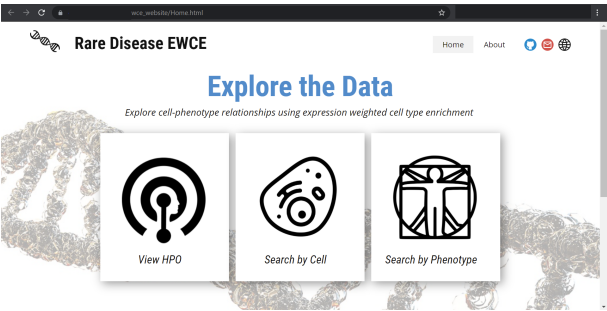 wce_website/Home.html
Rare Disease EWCE
Home
About
Explore the Data
Explore cell-phenotype relationships using expression weighted cell type enrichment
View HPO
Search by Cell
Search by Phenotype